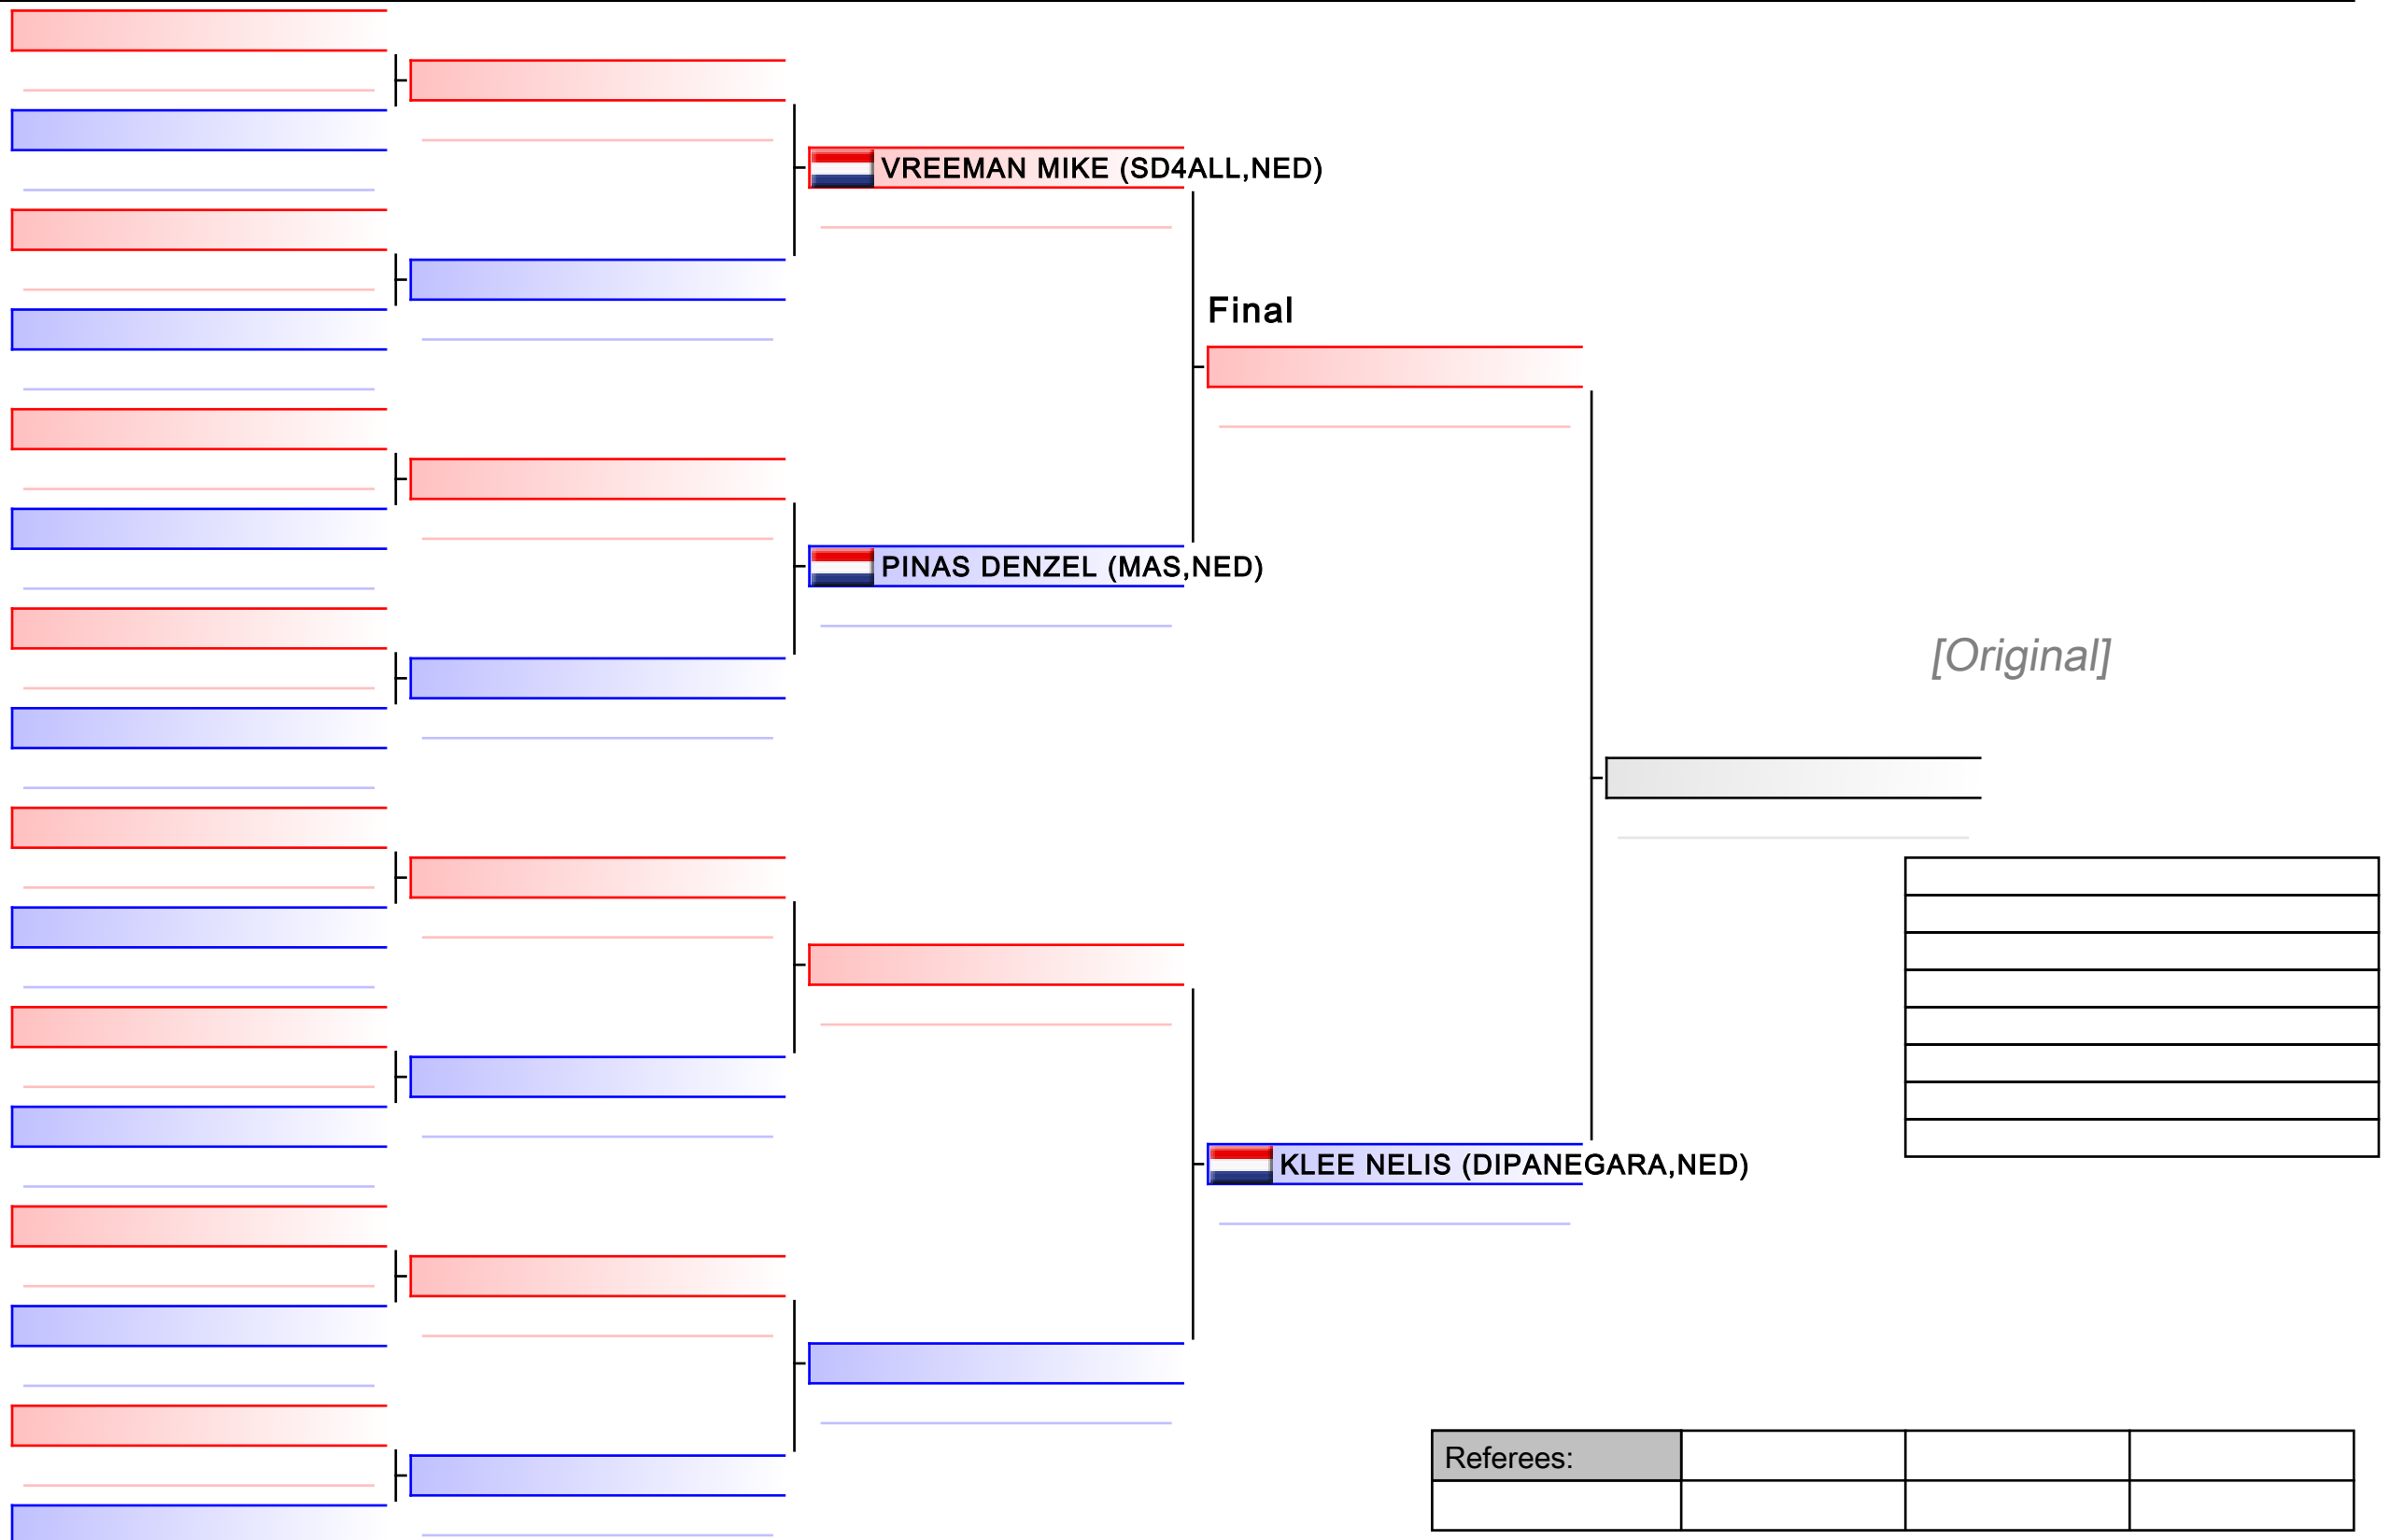 VREEMAN MIKE (SD4ALL,NED)
Final
PINAS DENZEL (MAS,NED)
[Original]
KLEE NELIS (DIPANEGARA,NED)
Referees: